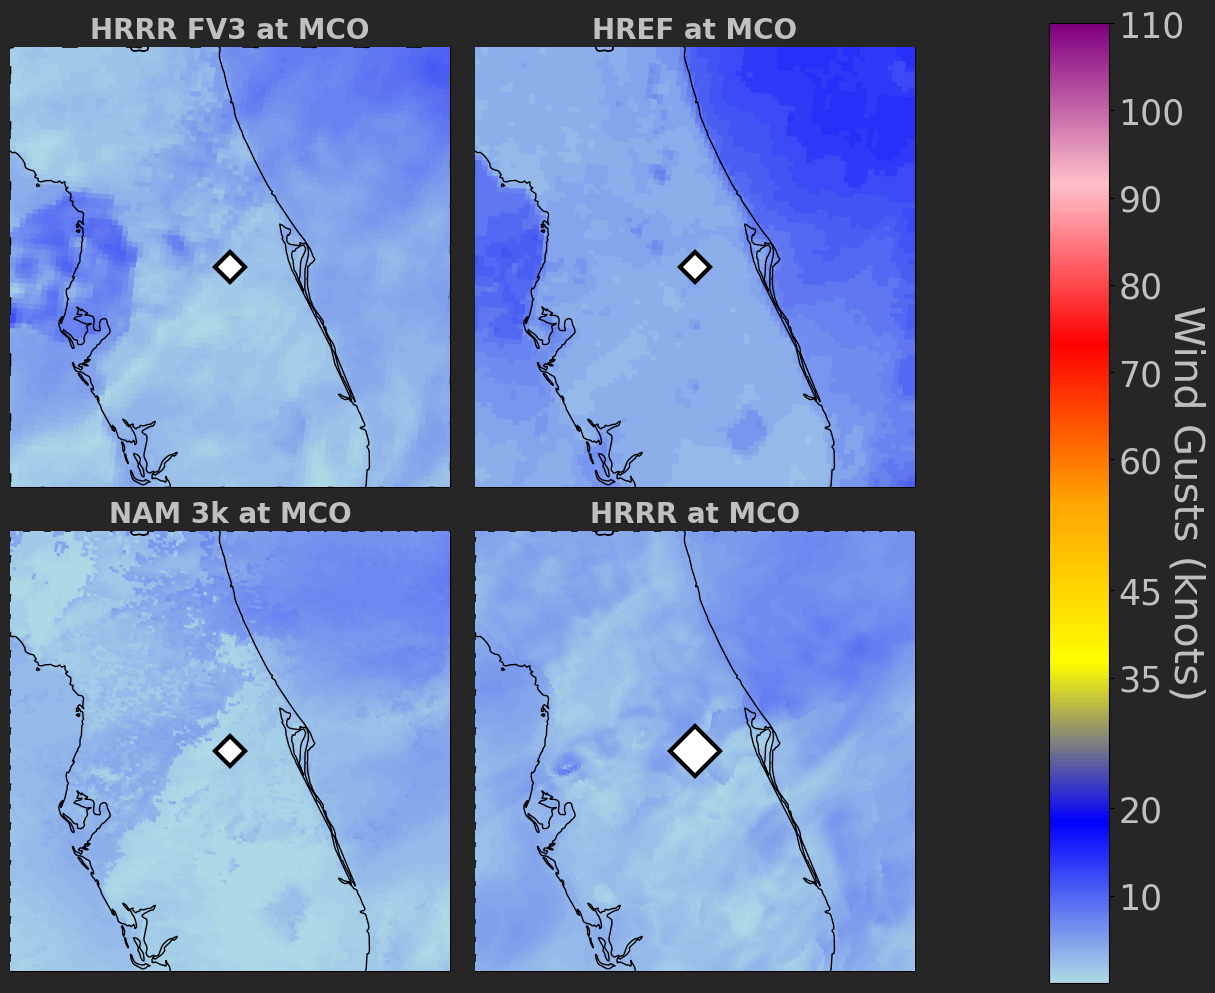 HRRR FV3 at MCO
HREF at MCO
NAM 3k at MCO
HRRR at MCO
110
100
90
80
70
60
45
35
20
10
Wind Gusts (knots)